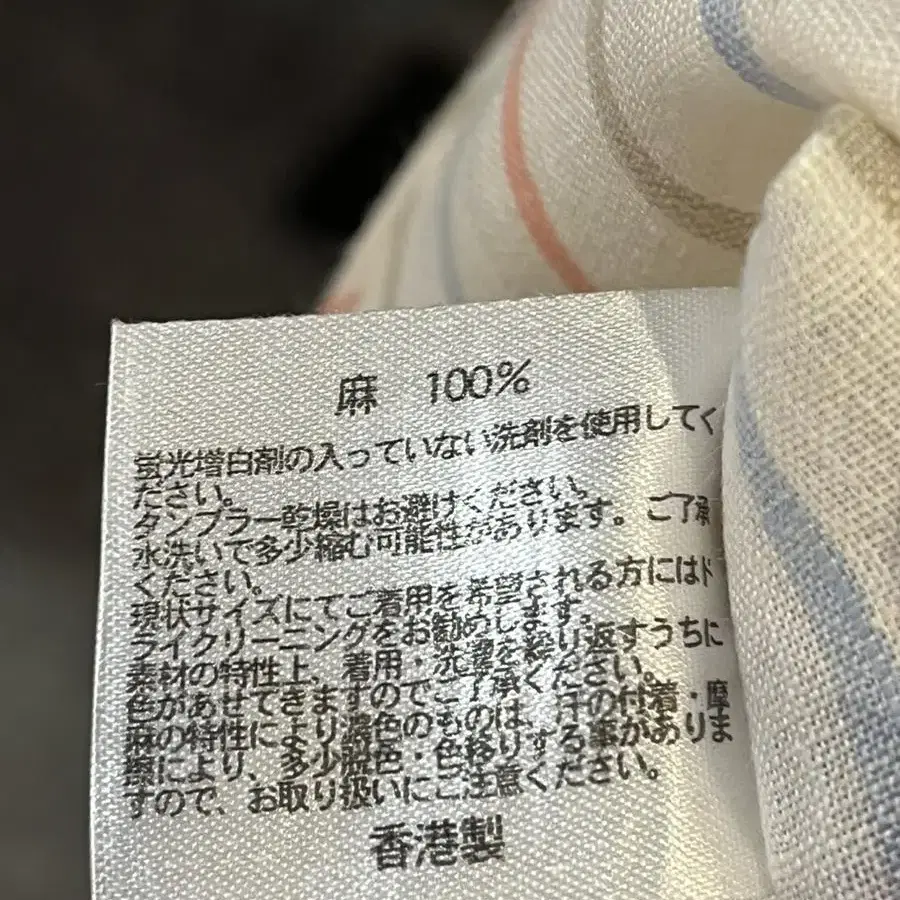 麻 100%
蛍光増白剤の入っていない洗剤を使用してく
ださい。
タンブラー乾燥はお避けください。
水洗いで多少縮む可能性があります。ご了承
ください。
現状サイズにてご着用を希望される方にはド
ライクリーニングをお勧めします。
素材の特性上、着用・洗濯を繰り返すうちに
色があせてきますのでご了承ください。
麻の特性により濃色のものは、汗の付着・摩
擦により、多少脱色・色移りする事がありま
すので、お取り扱いにご注意ください。
香港製